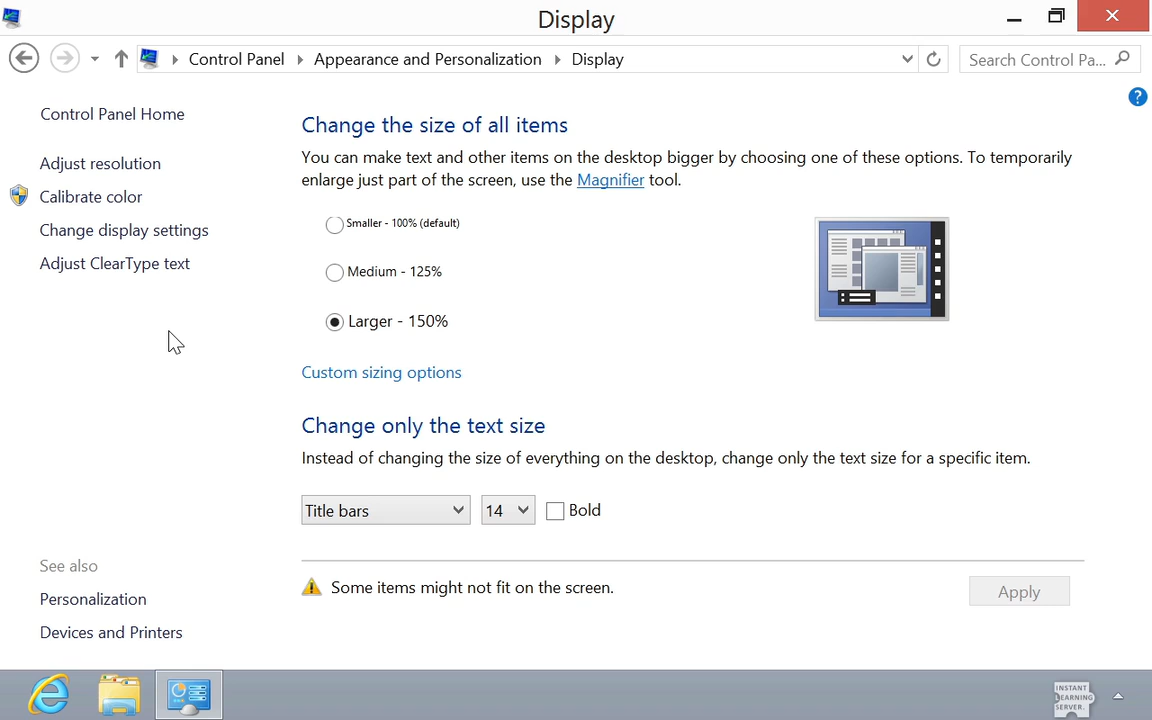 Display
Control Panel
Appearance and Personalization
Display
Search Control Pa...
Control Panel Home
Adjust resolution
Calibrate color
Change display settings
Adjust ClearType text
See also
Personalization
Devices and Printers
Change the size of all items
You can make text and other items on the desktop bigger by choosing one of these options. To temporarily
enlarge just part of the screen, use the Magnifier tool.
Smaller - 100% (default)
Medium - 125%
Larger - 150%
Custom sizing options
Change only the text size
Instead of changing the size of everything on the desktop, change only the text size for a specific item.
Title bars
14
Bold
Some items might not fit on the screen.
Apply
INSTANT
LEARNING
SERVER.